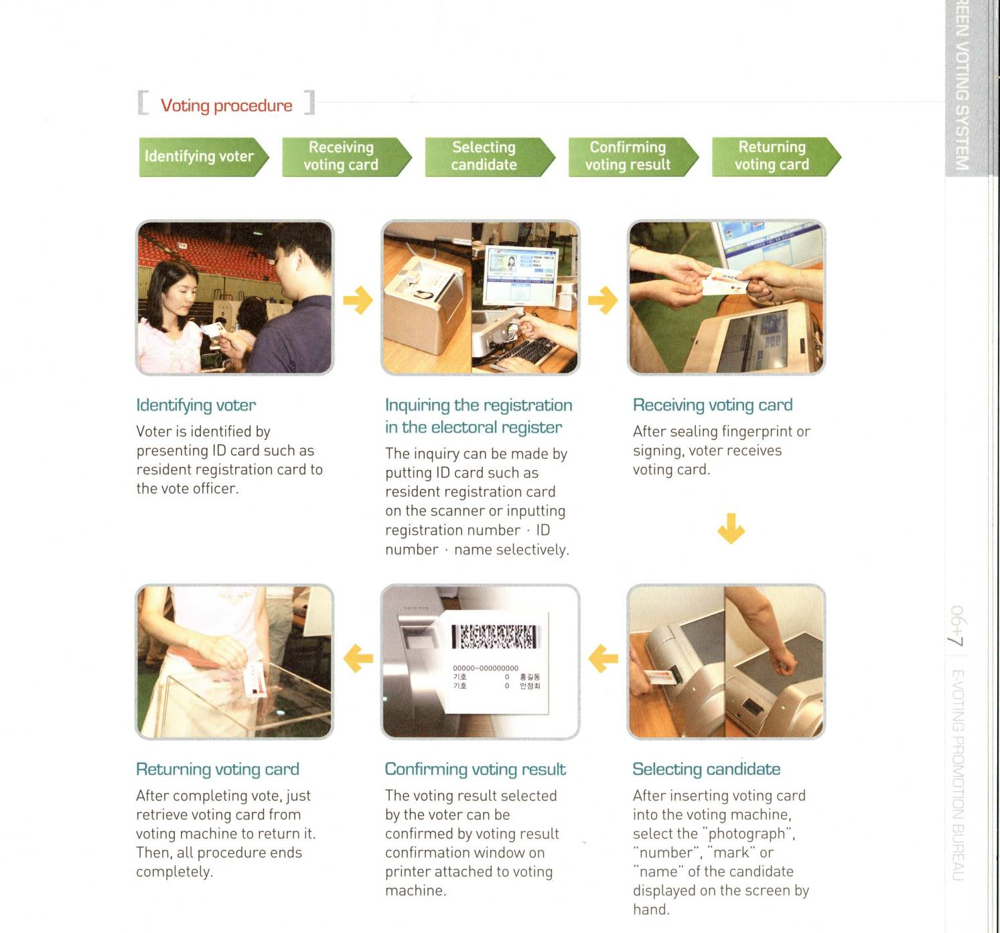 [ Voting procedure ]
Identifying voter
Receiving
voting card
Selecting
candidate
Confirming
voting result
Returning
voting card
Identifying voter
Voter is identified by
presenting ID card such as
resident registration card to
the vote officer.
Inquiring the registration
in the electoral register
The inquiry can be made by
putting ID card such as
resident registration card
on the scanner or inputting
registration number · ID
number · name selectively.
Receiving voting card
After sealing fingerprint or
signing, voter receives
voting card.
00000-000000000
기호 0 홍길동
기호 0 안정최
Selecting candidate
After inserting voting card
into the voting machine,
select the "photograph",
"number", "mark" or
"name" of the candidate
displayed on the screen by
hand.
Confirming voting result
The voting result selected
by the voter can be
confirmed by voting result
confirmation window on
printer attached to voting
machine.
Returning voting card
After completing vote, just
retrieve voting card from
voting machine to return it.
Then, all procedure ends
completely.
VOTING SYSTEM
06+7
E-VOTING PROMOTION BUREAU